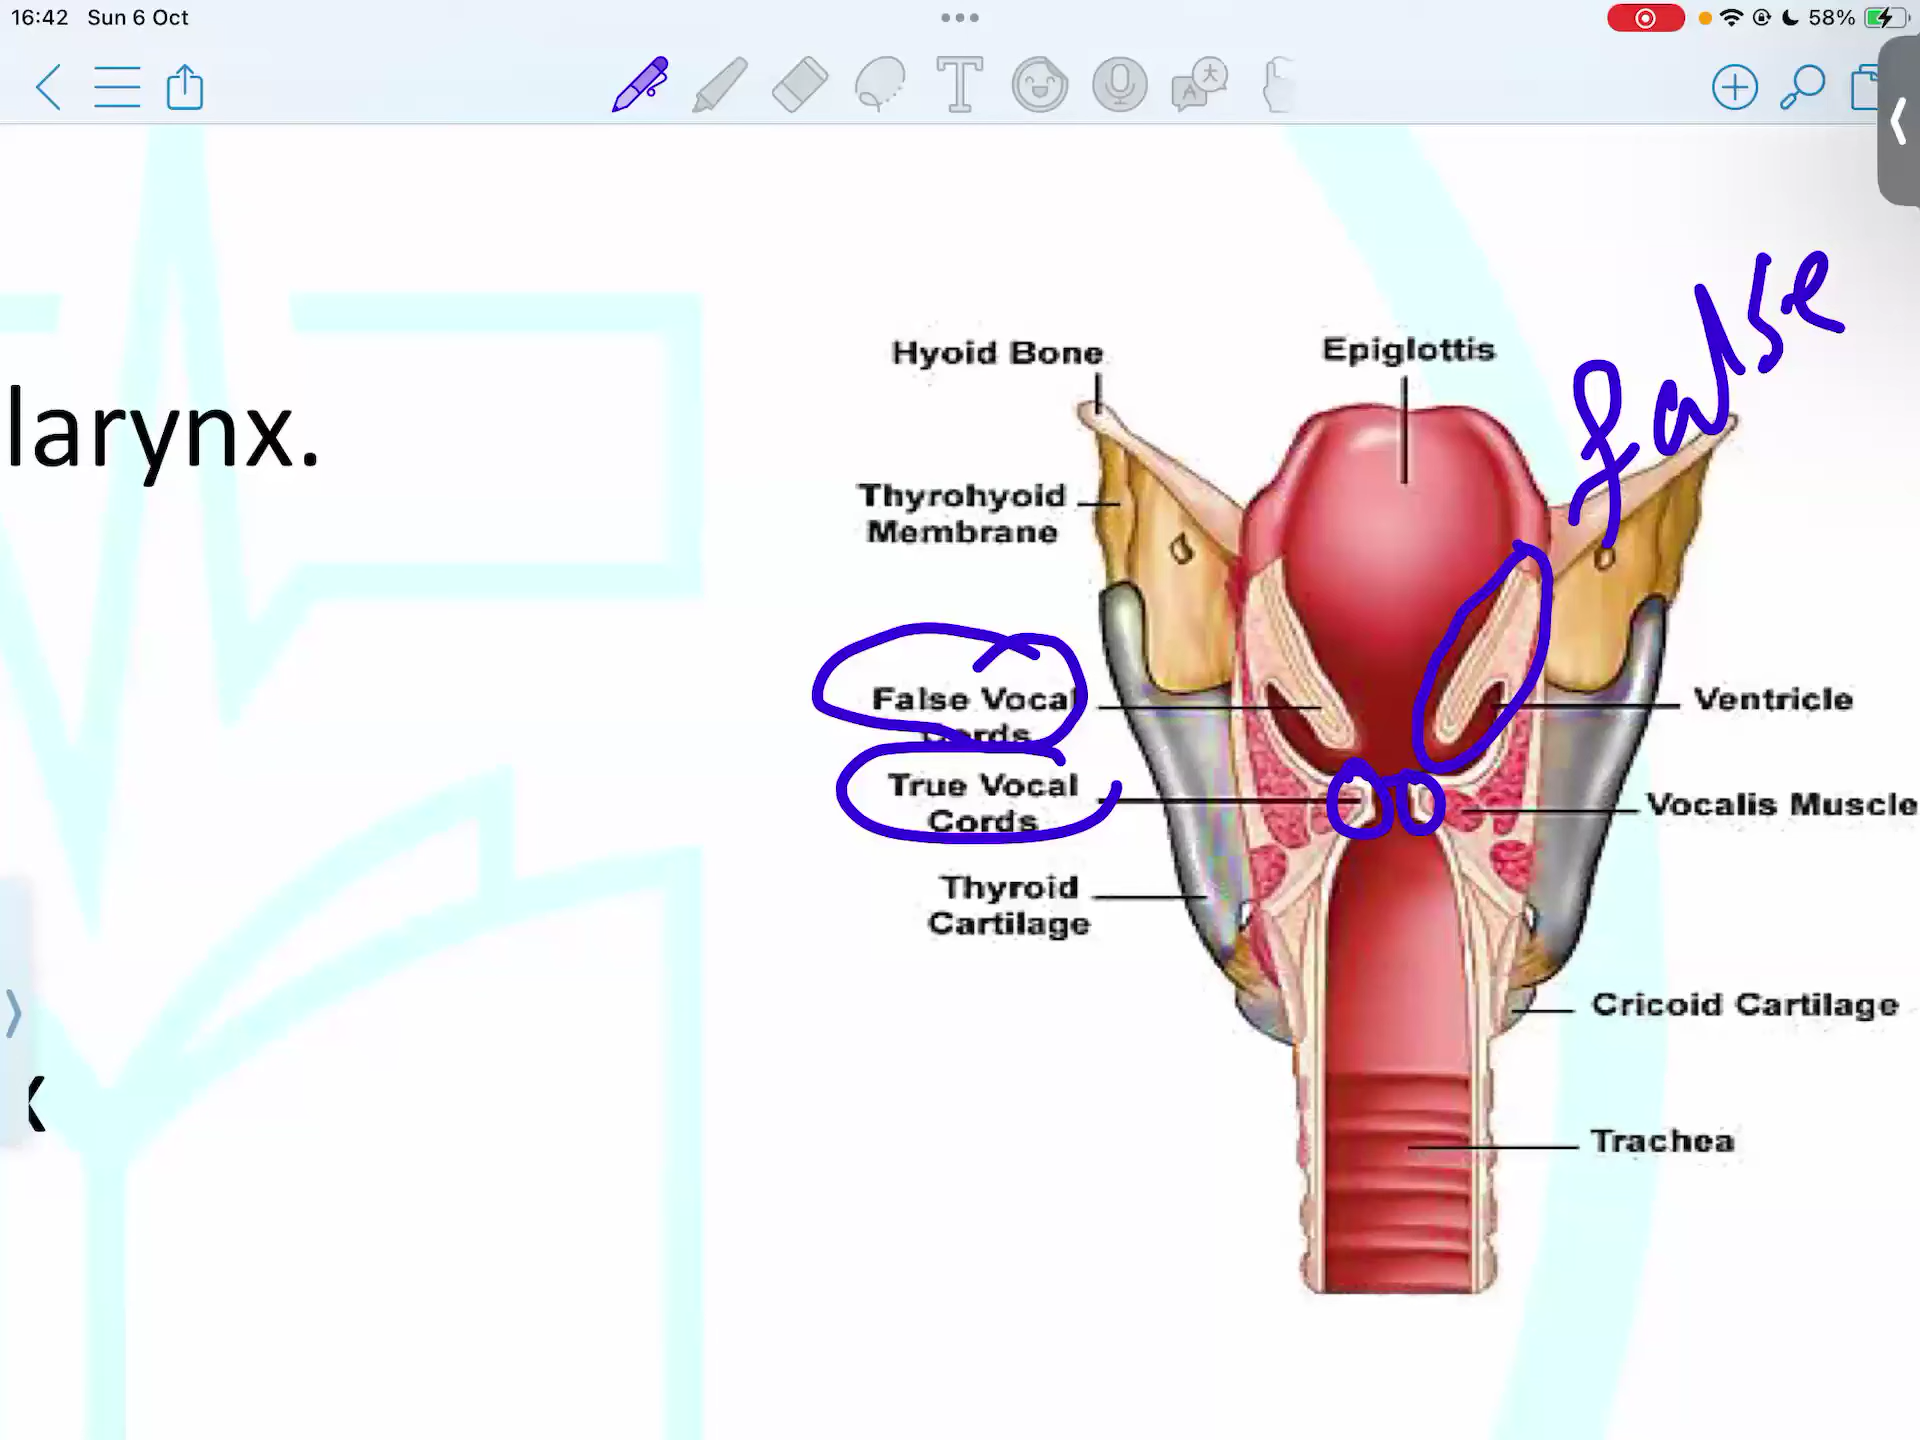 16:42 Sun 6 Oct
58%
larynx.
false
Hyoid Bone
Epiglottis
Thyrohyoid
Membrane
False Vocal
Cords
Ventricle
True Vocal
Cords
Vocalis Muscle
Thyroid
Cartilage
Cricoid Cartilage
Trachea
x